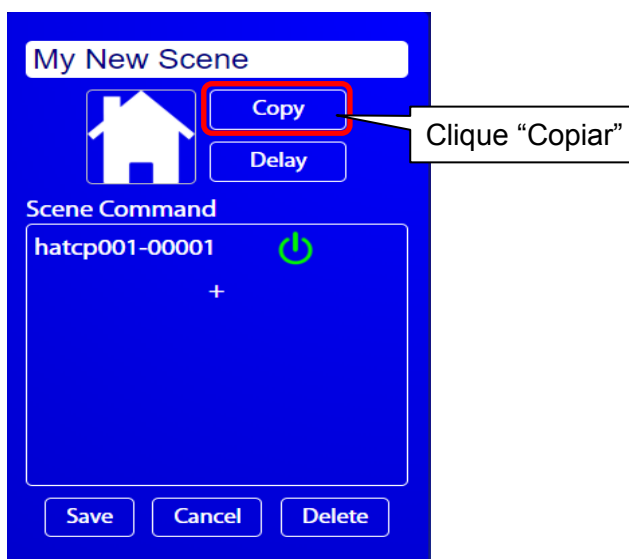 My New Scene
Copy
Clique “Copiar”
Delay
Scene Command
hatcp001-00001
+
Save Cancel Delete